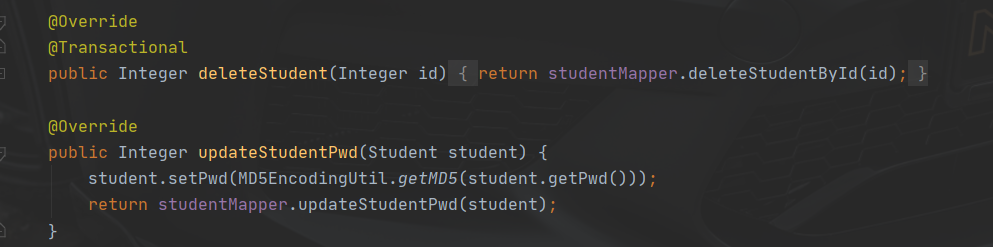 @Override
@Transactional
public Integer deleteStudent(Integer id) { return studentMapper.deleteStudentById(id); }
@Override
public Integer updateStudentPwd(Student student) {
student.setPwd(MD5EncodingUtil.getMD5(student.getPwd()));
return studentMapper.updateStudentPwd(student);
}